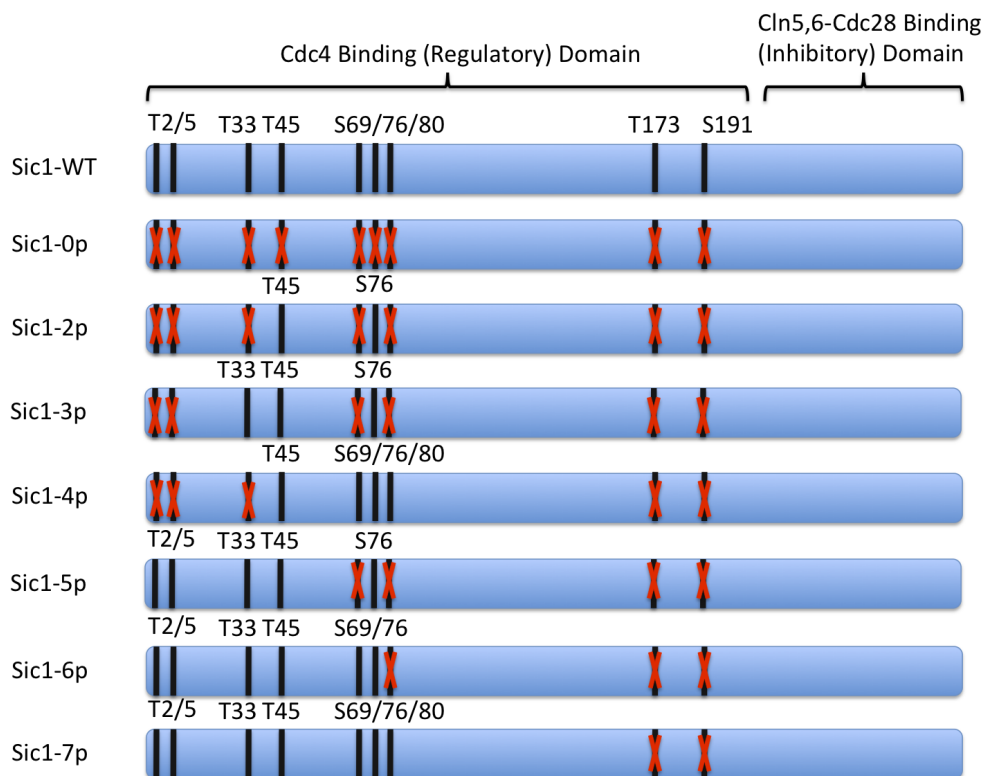 Cln5,6-Cdc28 Binding
Cdc4 Binding (Regulatory) Domain
(Inhibitory) Domain
T2/5 T33 T45 S69/76/80 T173 S191
Sic1-WT
Sic1-0p
T45 S76
Sic1-2p
T33 T45 S76
Sic1-3p
T45 S69/76/80
Sic1-4p
T2/5 T33 T45 S76
Sic1-5p
T2/5 T33 T45 S69/76
Sic1-6p
T2/5 T33 T45 S69/76/80
Sic1-7p